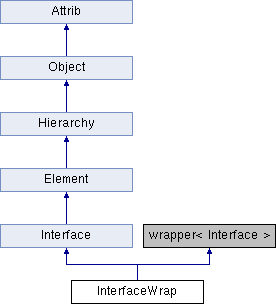 Attrib
Object
Hierarchy
Element
Interface
wrapper< Interface >
InterfaceWrap